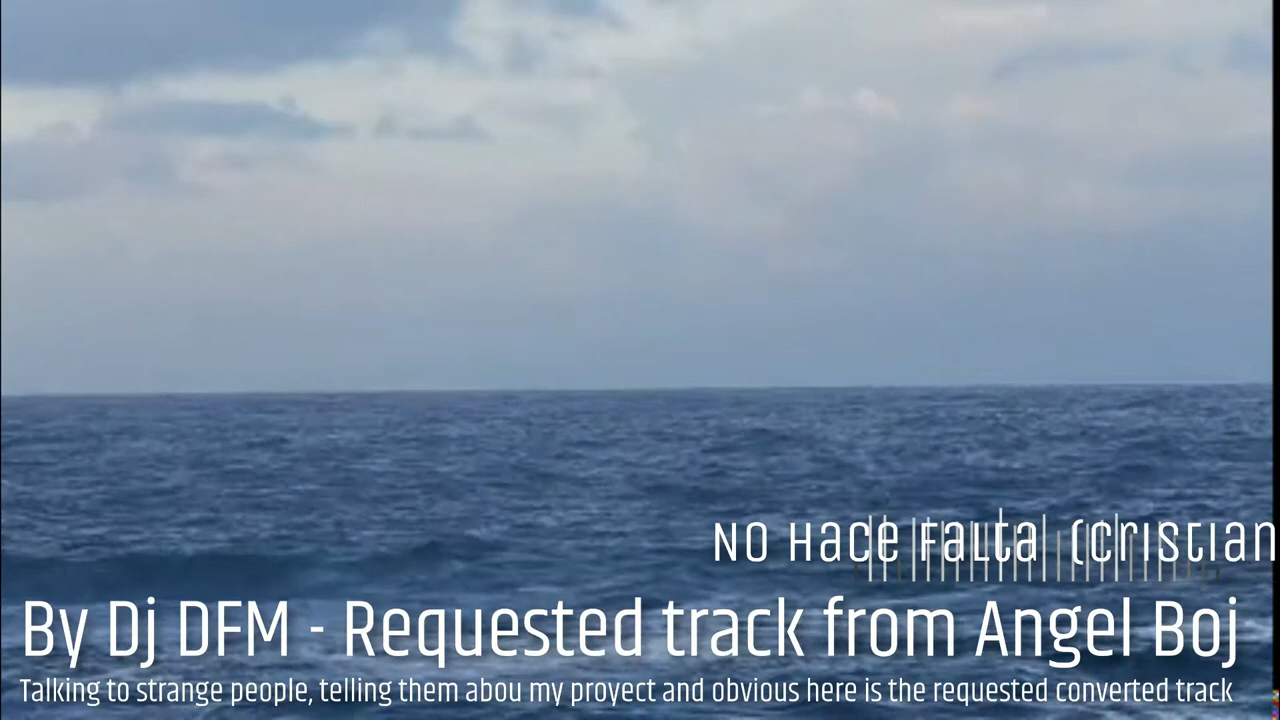 No Hace Falta (Cristian
By Dj DFM - Requested track from Angel Boj
Talking to strange people, telling them abou my proyect and obvious here is the requested converted track